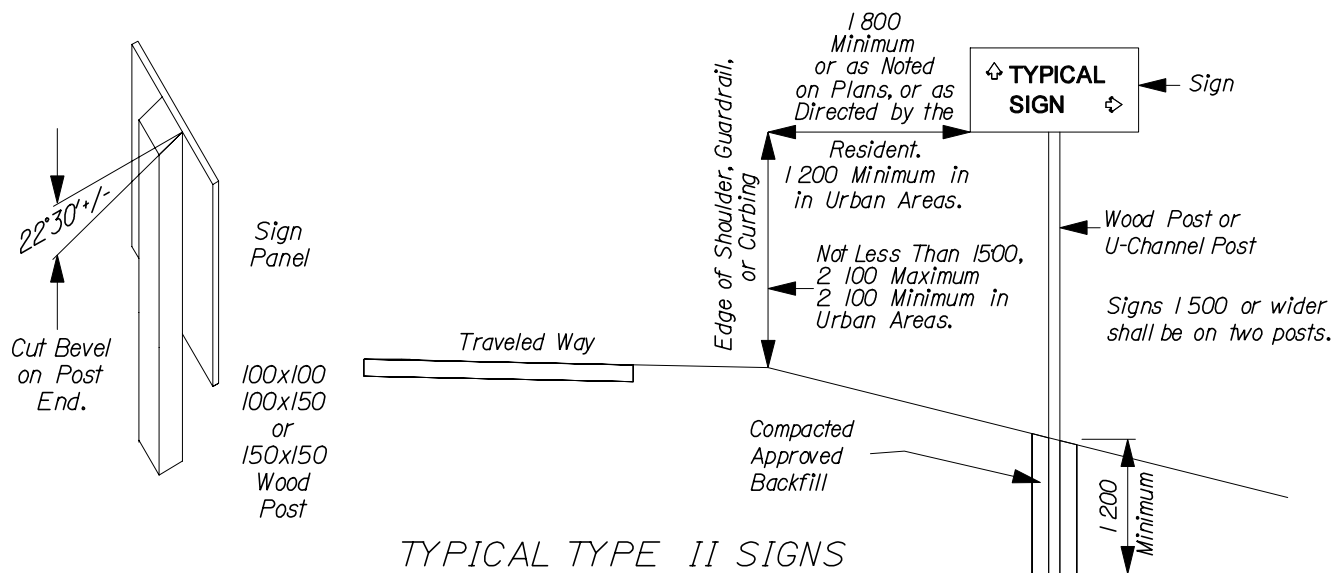 22°30'+/-
Cut Bevel
on Post
End.
Sign
Panel
100x100
100x150
or
150x150
Wood
Post
Traveled Way
Edge of Shoulder, Guardrail,
or Curbing
1 800
Minimum
or as Noted
on Plans, or as
Directed by the
Resident.
1 200 Minimum in
in Urban Areas.
Not Less Than 1500,
2 100 Maximum
2 100 Minimum in
Urban Areas.
TYPICAL
SIGN
Sign
Wood Post or
U-Channel Post
Signs 1 500 or wider
shall be on two posts.
Compacted
Approved
Backfill
1 200
Minimum
TYPICAL TYPE II SIGNS